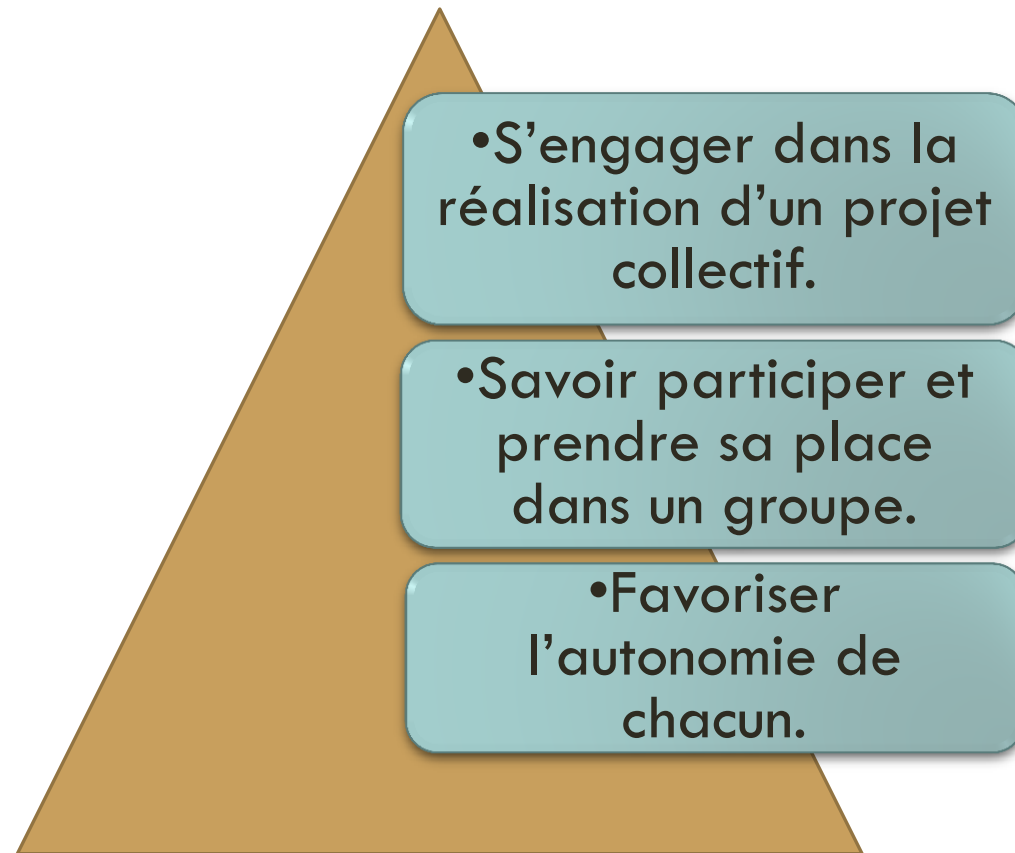 •S’engager dans la
réalisation d’un projet
collectif.
•Savoir participer et
prendre sa place
dans un groupe.
•Favoriser
l’autonomie de
chacun.